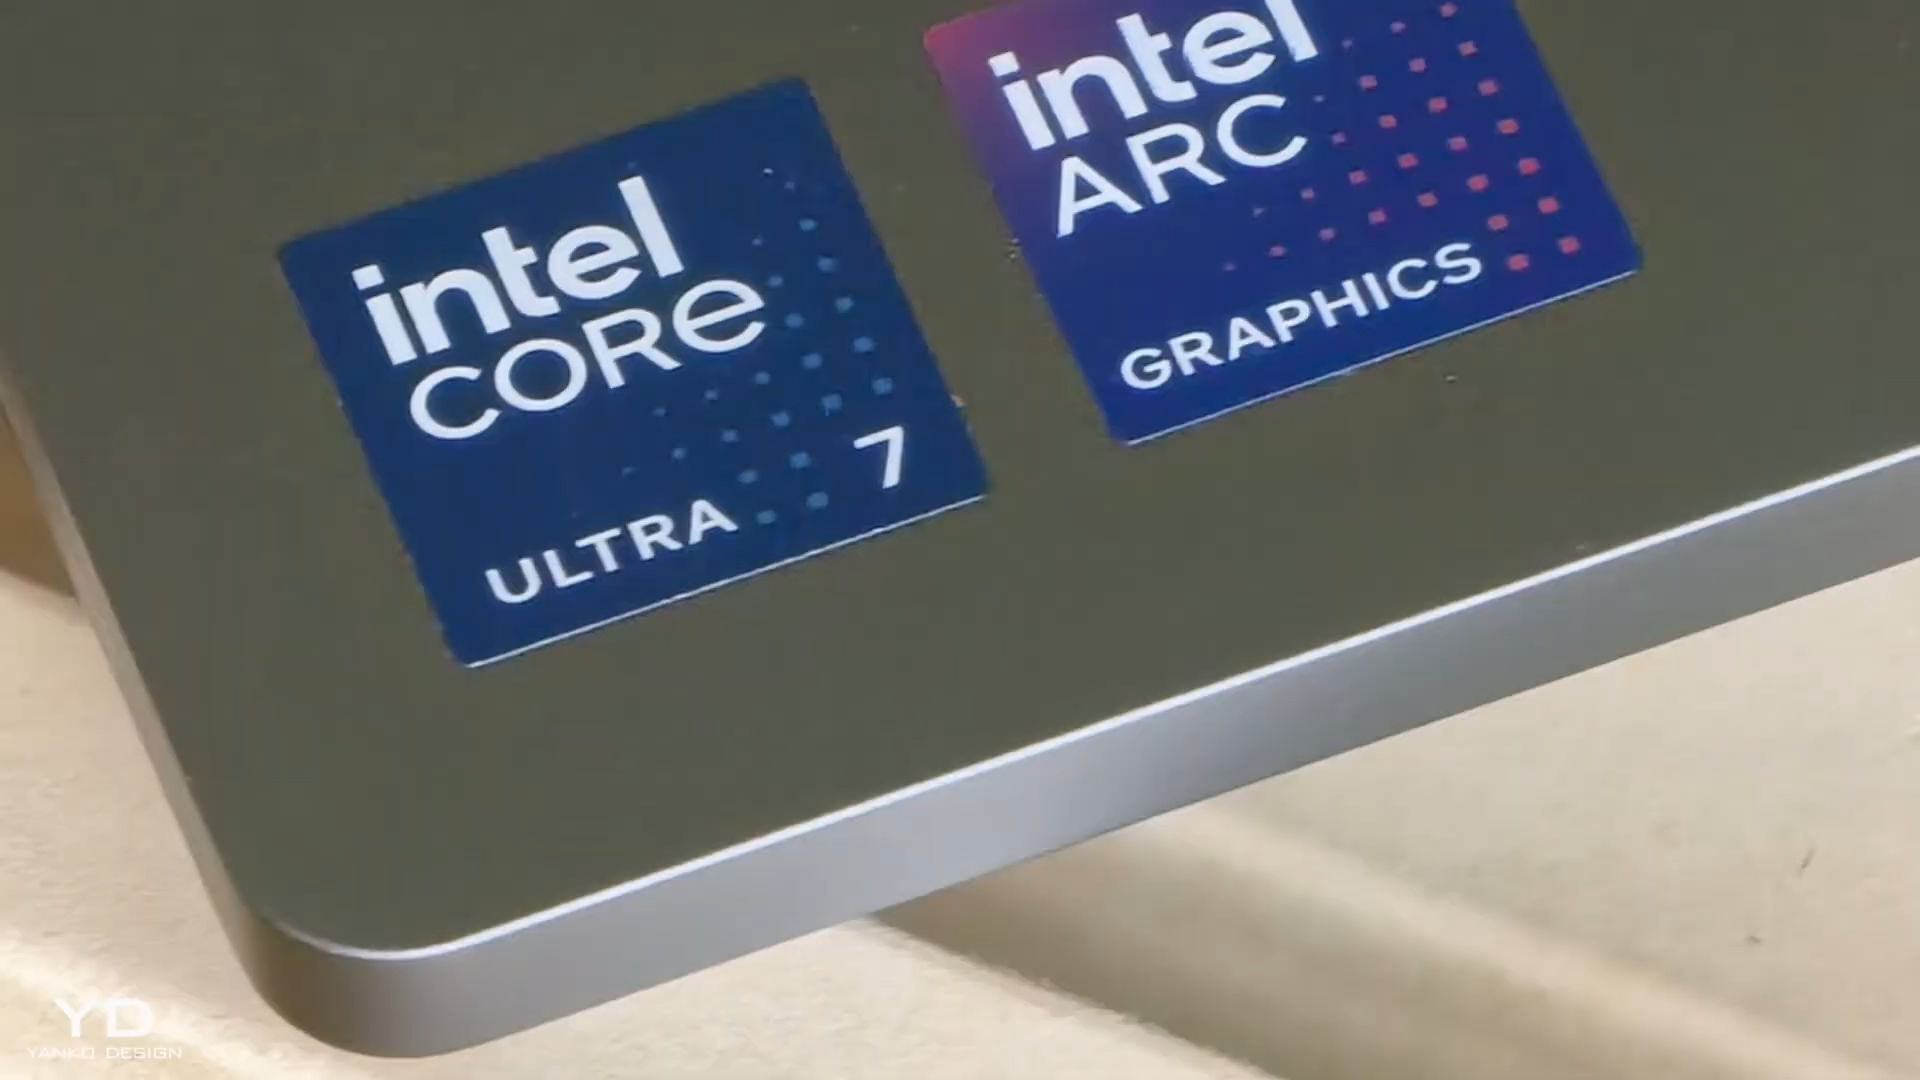 intel
CORe
ULTRA 7
intel
ARC
GRAPHICS
YD
YANKO DESIGN